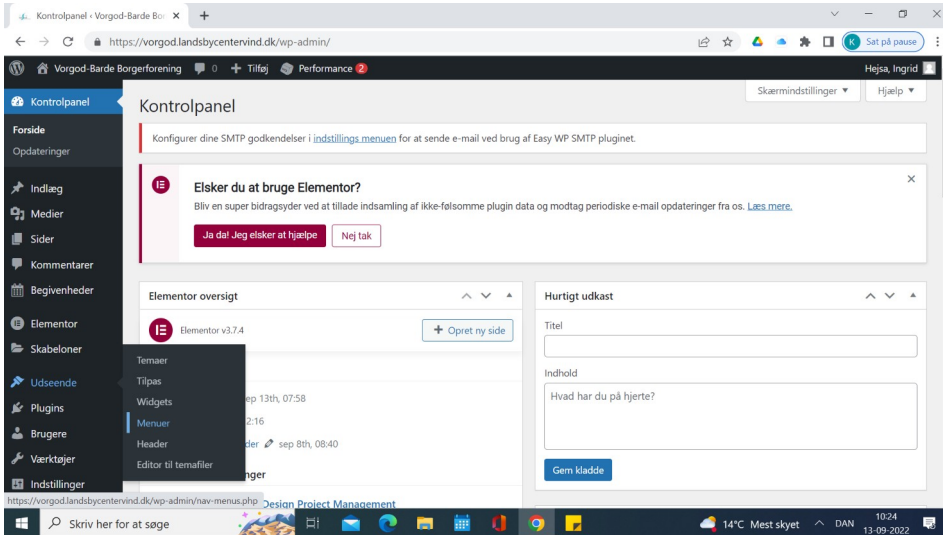 Kontrolpanel ‹ Vorgod-Barde Bor
https://vorgod.landsbycentervind.dk/wp-admin/
K Sat på pause
Vorgod-Barde Borgerforening 0 + Tilføj Performance 2
Hejsa, Ingrid
Skærmindstillinger ▼
Hjælp ▼
Kontrolpanel
Forside
Opdateringer
Indlæg
Medier
Sider
Kommentarer
Begivenheder
Elementor
Skabeloner
Udseende
Plugins
Brugere
Værktøjer
Indstillinger
Temaer
Tilpas
Widgets
Menuer
Header
Editor til temafiler
Kontrolpanel
Konfigurer dine SMTP godkendelser i indstillings menuen for at sende e-mail ved brug af Easy WP SMTP pluginet.
Elsker du at bruge Elementor?
Bliv en super bidragsyder ved at tillade indsamling af ikke-følsomme plugin data og modtag periodiske e-mail opdateringer fra os. Læs mere.
Ja da! Jeg elsker at hjælpe
Nej tak
Elementor oversigt
Elementor v3.7.4
+ Opret ny side
ep 13th, 07:58
2:16
der sep 8th, 08:40
nger
Design Project Management
Hurtigt udkast
Titel
Indhold
Hvad har du på hjerte?
Gem kladde
https://vorgod.landsbycentervind.dk/wp-admin/nav-menus.php
Skriv her for at søge
14°C Mest skyet
DAN
10:24
13-09-2022